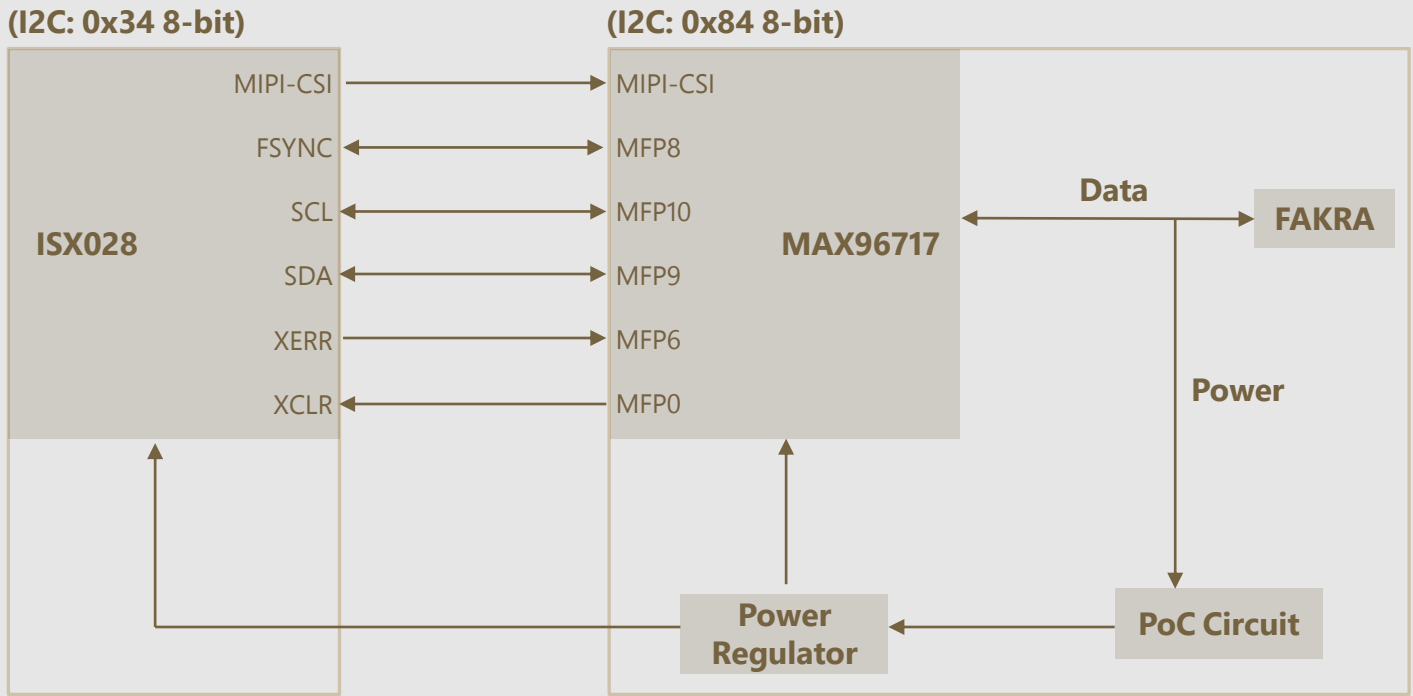 (I2C: 0x34 8-bit)
(I2C: 0x84 8-bit)
MIPI-CSI
MIPI-CSI
FSYNC
MFP8
SCL
MFP10
ISX028
MAX96717
SDA
MFP9
XERR
MFP6
XCLR
MFP0
Data
FAKRA
Power
Power
Regulator
PoC Circuit